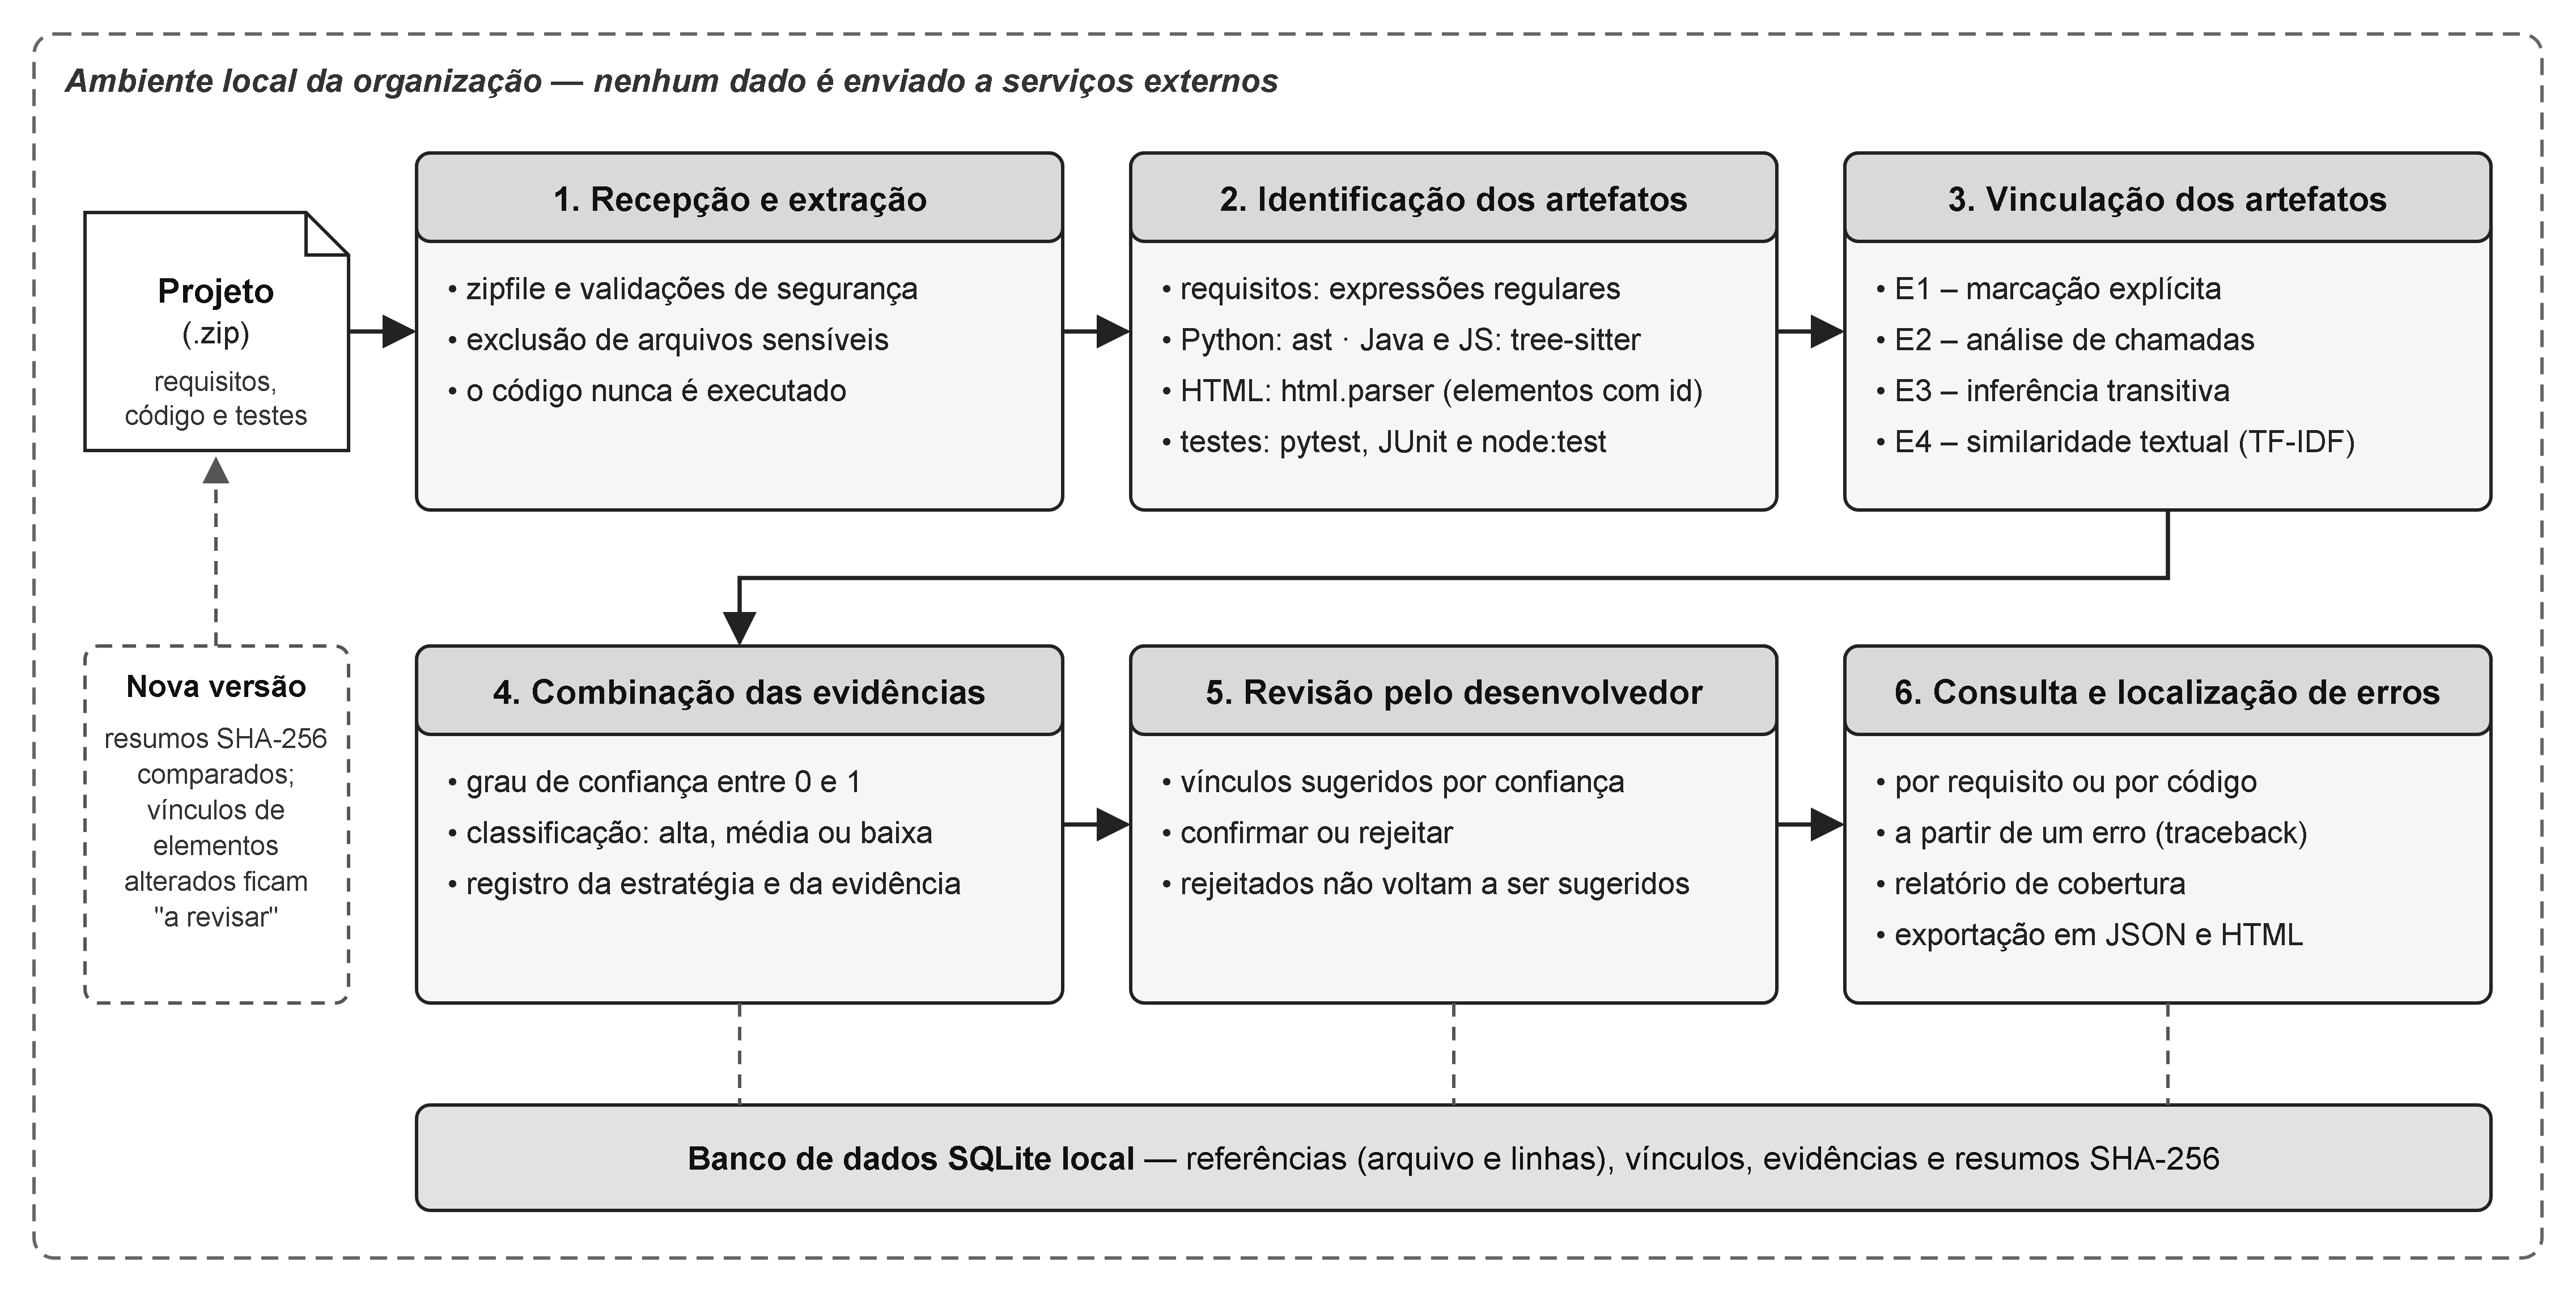 Ambiente local da organização — nenhum dado é enviado a serviços externos
Projeto
(.zip)
requisitos,
código e testes
1. Recepção e extração
• zipfile e validações de segurança
• exclusão de arquivos sensíveis
• o código nunca é executado
2. Identificação dos artefatos
• requisitos: expressões regulares
• Python: ast · Java e JS: tree-sitter
• HTML: html.parser (elementos com id)
• testes: pytest, JUnit e node:test
3. Vinculação dos artefatos
• E1 – marcação explícita
• E2 – análise de chamadas
• E3 – inferência transitiva
• E4 – similaridade textual (TF-IDF)
Nova versão
resumos SHA-256
comparados;
vínculos de
elementos
alterados ficam
"a revisar"
4. Combinação das evidências
• grau de confiança entre 0 e 1
• classificação: alta, média ou baixa
• registro da estratégia e da evidência
5. Revisão pelo desenvolvedor
• vínculos sugeridos por confiança
• confirmar ou rejeitar
• rejeitados não voltam a ser sugeridos
6. Consulta e localização de erros
• por requisito ou por código
• a partir de um erro (traceback)
• relatório de cobertura
• exportação em JSON e HTML
Banco de dados SQLite local — referências (arquivo e linhas), vínculos, evidências e resumos SHA-256